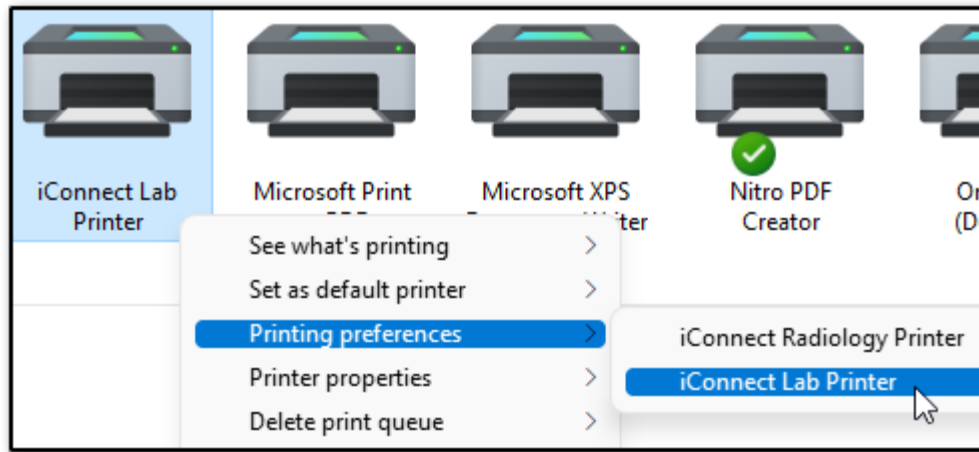 iConnect Lab
Printer
Microsoft Print
Microsoft XPS
Nitro PDF
Creator
See what's printing
Set as default printer
Printing preferences
Printer properties
Delete print queue
iConnect Radiology Printer
iConnect Lab Printer